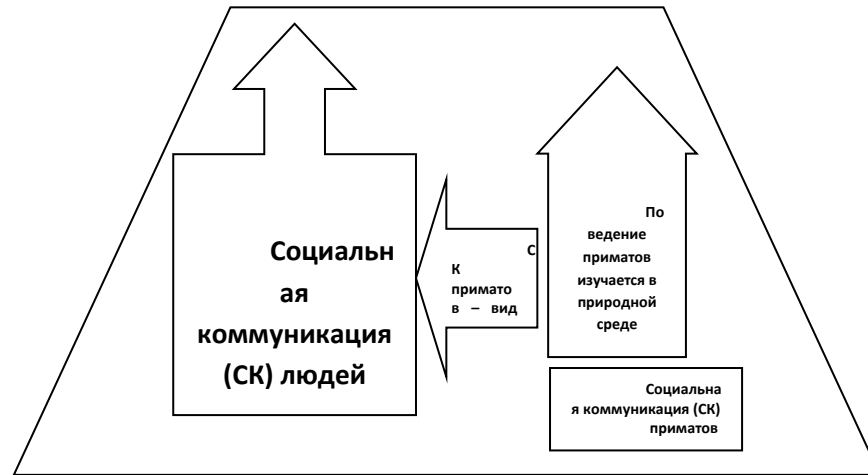 Социальн
ая
коммуникация
(СК) людей
С
К
примато
в – вид
По
ведение
приматов
изучается в
природной
среде
Социальна
я коммуникация (СК)
приматов